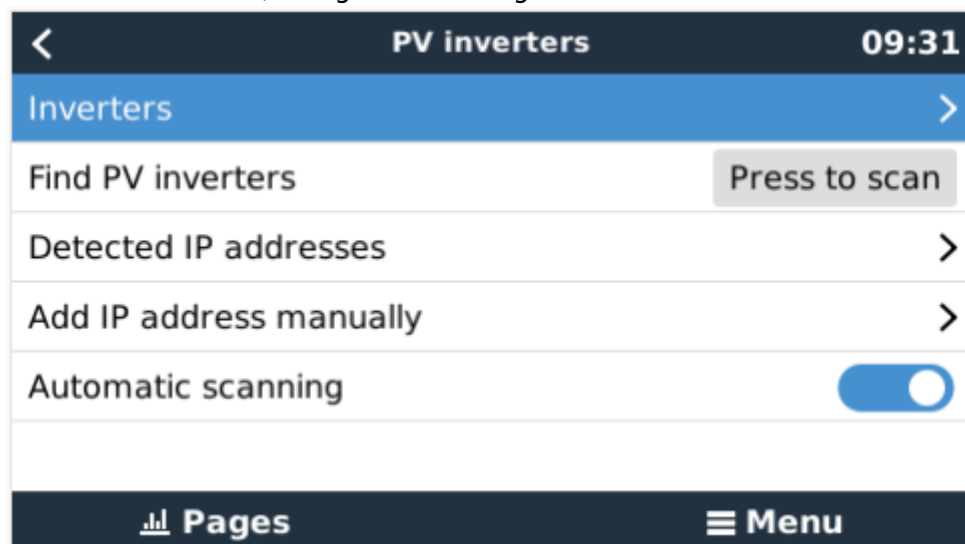 PV inverters 09:31
Inverters
Find PV inverters Press to scan
Detected IP addresses
Add IP address manually
Automatic scanning
Pages Menu